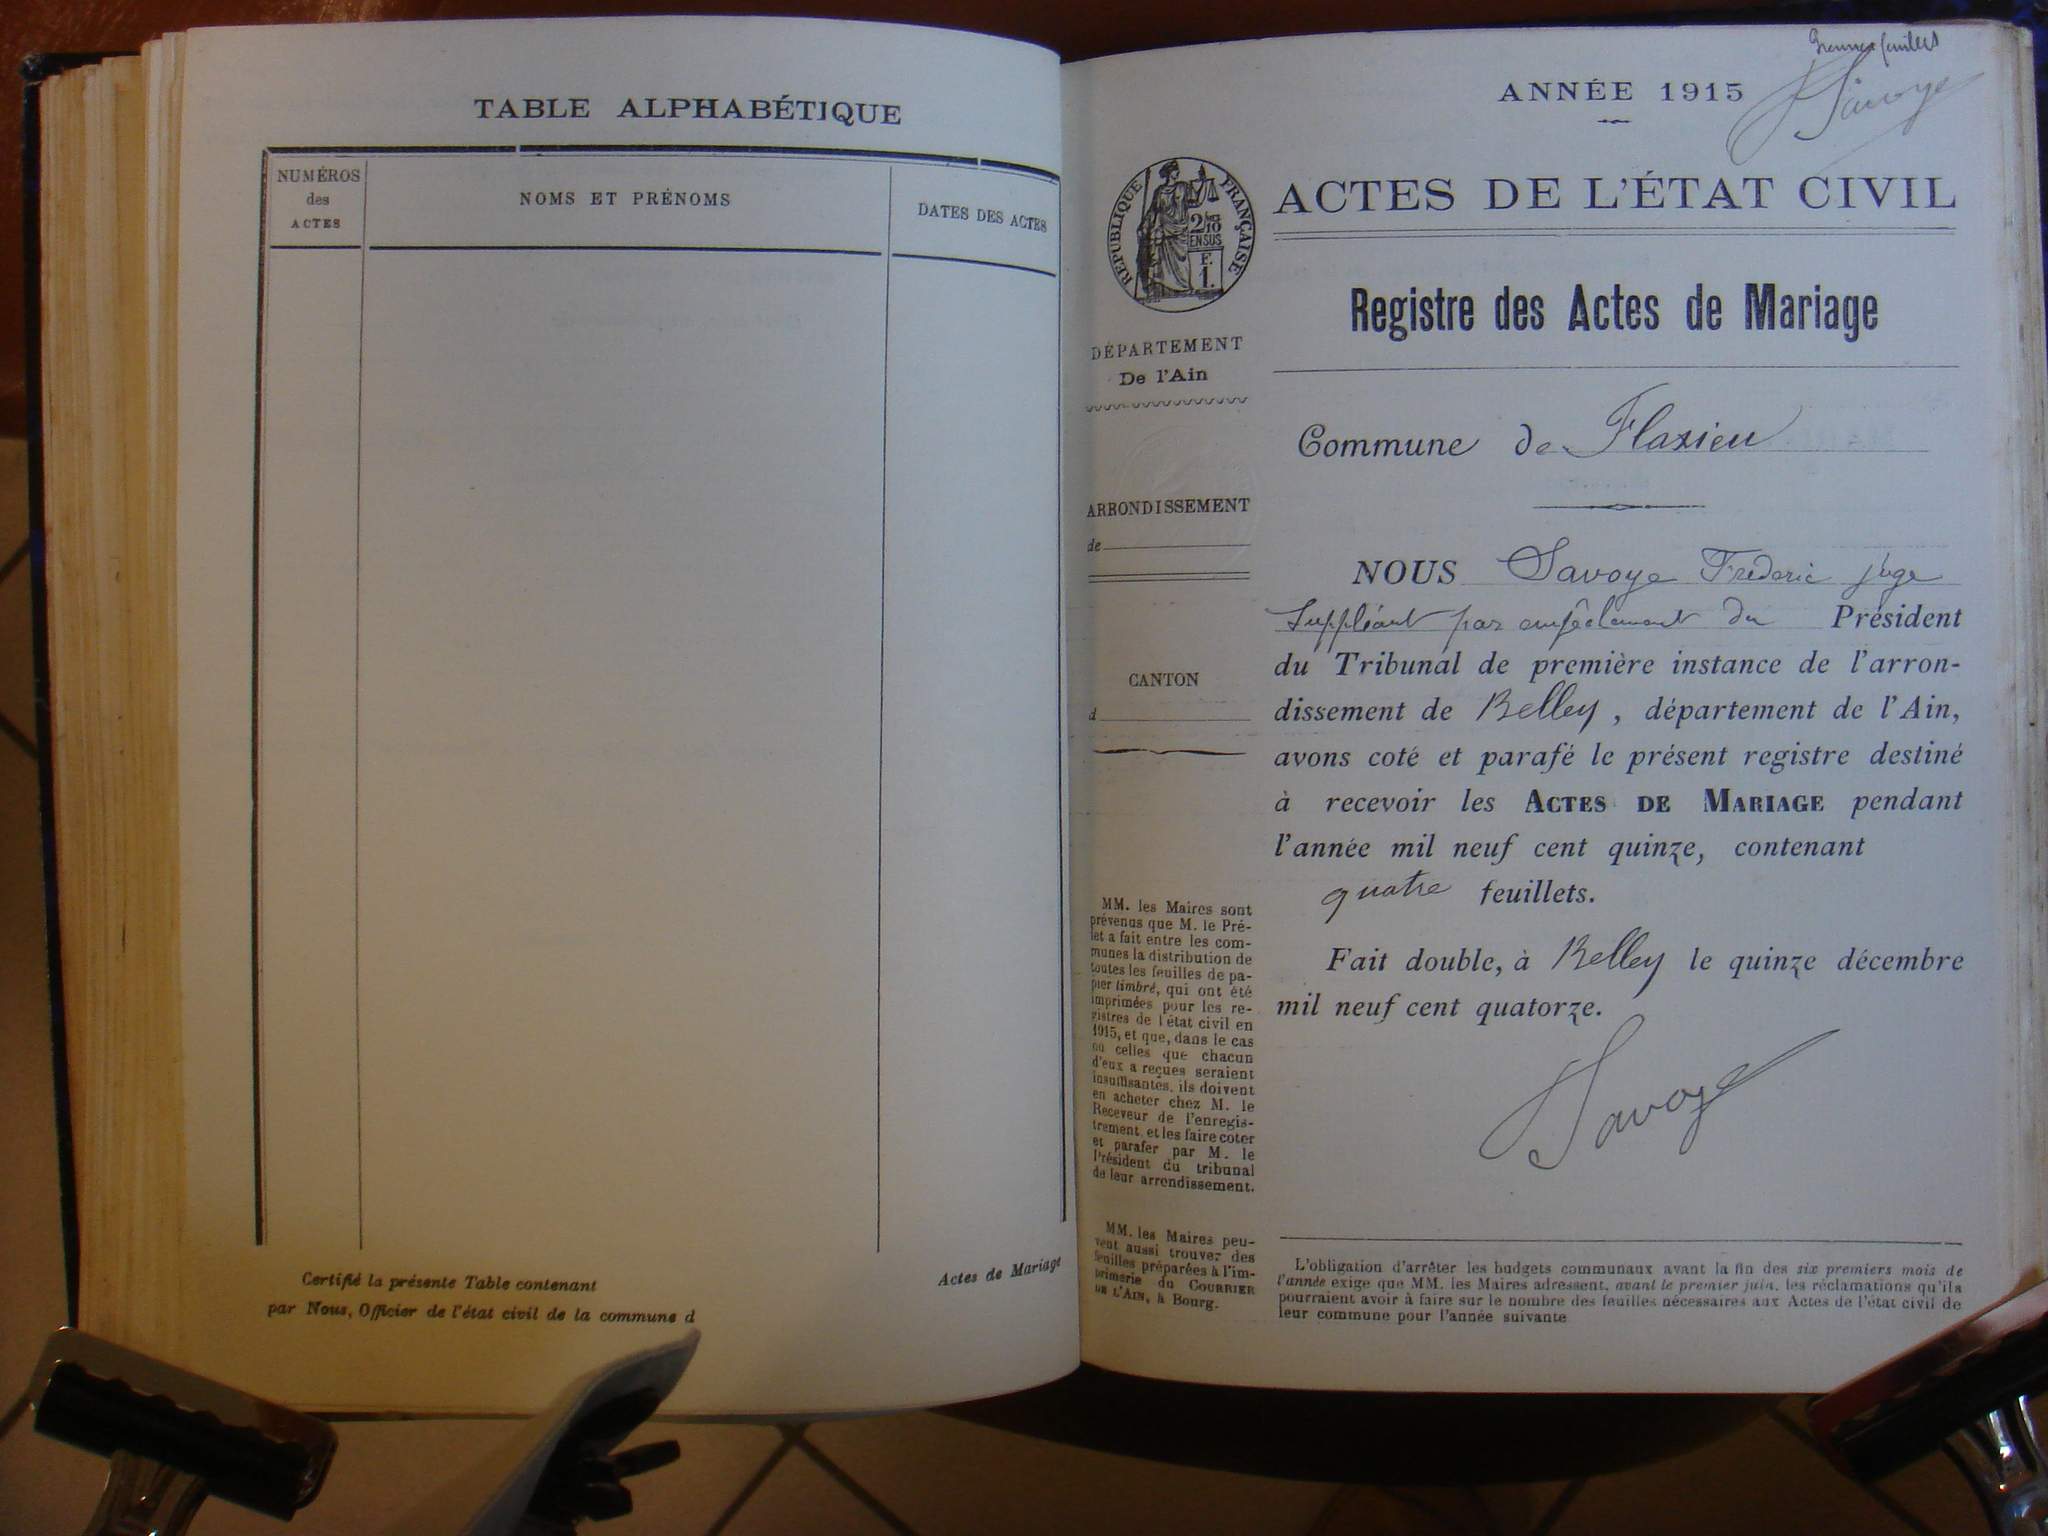 TABLE ALPHABÉTIQUE
NUMÉROS
des
ACTES
NOMS ET PRÉNOMS
DATES DES ACTES
Certifié la présente Table contenant
par Nous, Officier de l'état civil de la commune d
Actes de Mariage
Savoye
ANNÉE 1915
RÉPUBLIQUE FRANÇAISE
2/10
EN SUS
F.
1.
ACTES DE L'ÉTAT CIVIL
Registre des Actes de Mariage
DÉPARTEMENT
De l'Ain
Commune de Flaxieu
ARRONDISSEMENT
de
CANTON
d
NOUS Savoye Frédéric juge
Suppléant par empêchement du Président
du Tribunal de première instance de l'arron-
dissement de Belley, département de l'Ain,
avons coté et parafé le présent registre destiné
à recevoir les ACTES DE MARIAGE pendant
l'année mil neuf cent quinze, contenant
quatre feuillets.
Fait double, à Belley le quinze décembre
mil neuf cent quatorze.
Savoye
MM. les Maires sont
prévenus que M. le Pré-
fet a fait entre les com-
munes la distribution de
toutes les feuilles de pa-
pier timbré, qui ont été
imprimées pour les re-
gistres de l'état civil en
1915, et que, dans le cas
où celles que chacun
d'eux a reçues seraient
insuffisantes, ils doivent
en acheter chez M. le
Receveur de l'enregis-
trement, et les faire coter
et parafer par M. le
Président du tribunal
de leur arrondissement.
MM. les Maires peu-
vent aussi trouver des
feuilles préparées à l'im-
primerie du COURRIER
DE L'AIN, à Bourg.
L'obligation d'arrêter les budgets communaux avant la fin des six premiers mois de
l'année exige que MM. les Maires adressent, avant le premier juin, les réclamations qu'ils
pourraient avoir à faire sur le nombre des feuilles nécessaires aux Actes de l'état civil de
leur commune pour l'année suivante